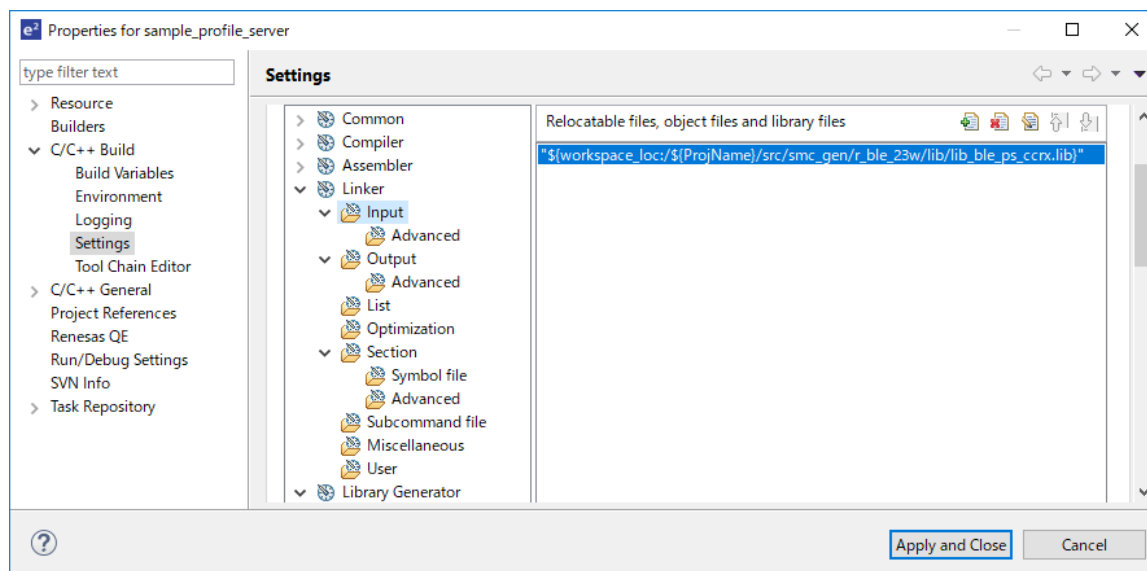 e² Properties for sample_profile_server
type filter text
Resource
Builders
C/C++ Build
Build Variables
Environment
Logging
Settings
Tool Chain Editor
C/C++ General
Project References
Renesas QE
Run/Debug Settings
SVN Info
Task Repository
Settings
Common
Compiler
Assembler
Linker
Input
Advanced
Output
Advanced
List
Optimization
Section
Symbol file
Advanced
Subcommand file
Miscellaneous
User
Library Generator
Relocatable files, object files and library files
"${workspace_loc:/${ProjName}/src/smc_gen/r_ble_23w/lib/lib_ble_ps_ccrx.lib}"
?
Apply and Close
Cancel